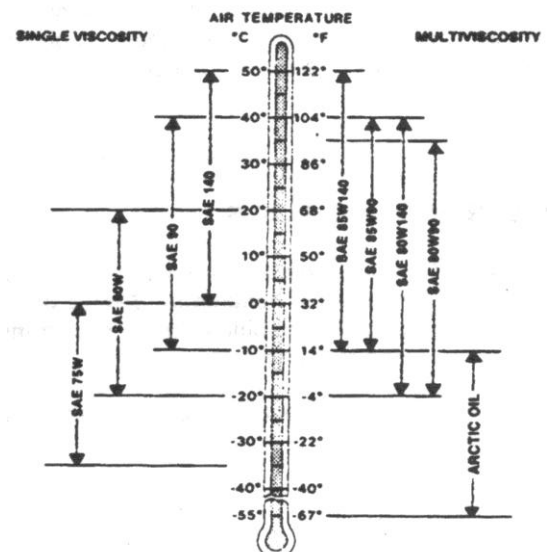 AIR TEMPERATURE
SINGLE VISCOSITY °C °F MULTIVISCOSITY
50° 122°
40° 104°
30° 86°
20° 68°
10° 50°
0° 32°
-10° 14°
-20° -4°
-30° -22°
-40° -40°
-55° -67°
SAE 75W
SAE 80W
SAE 90
SAE 140
SAE 85W140
SAE 85W90
SAE 80W140
SAE 80W90
ARCTIC OIL